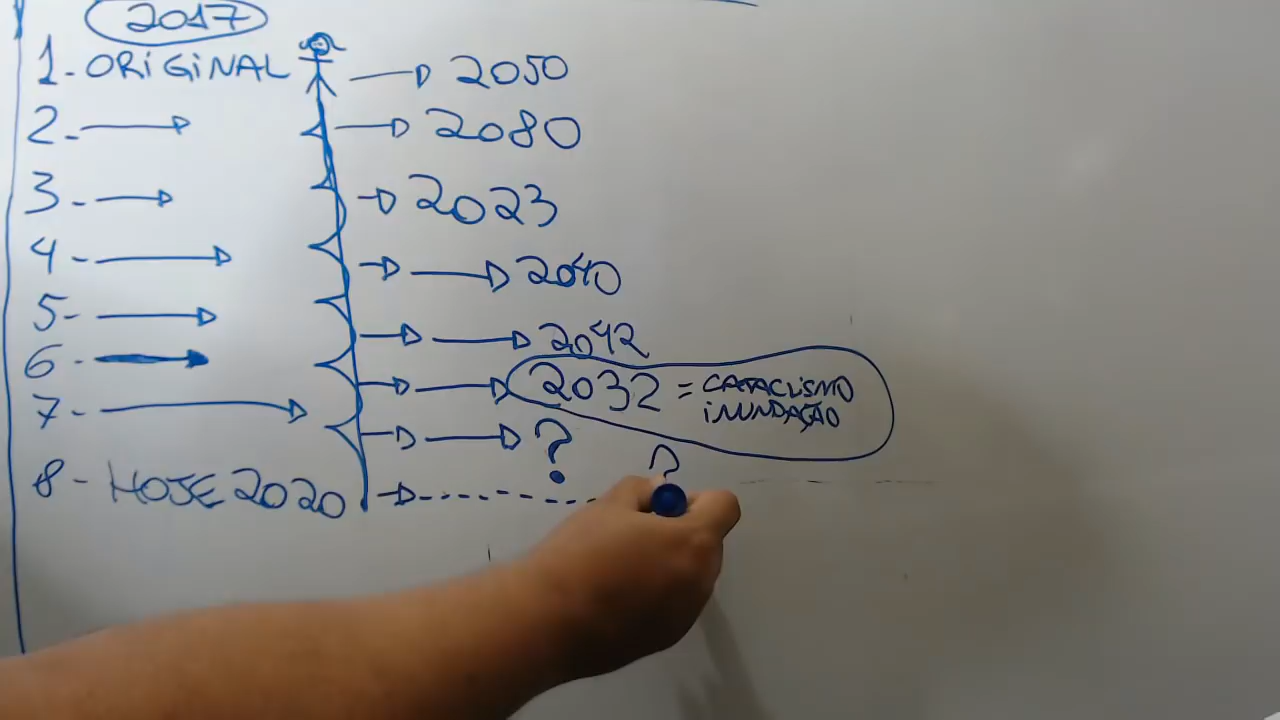 2017
1- ORIGINAL 2050
2- 2080
3- 2023
4- 2040
5- 2042
6- 2032 = CATACLISMO
INUNDAÇÃO
7- ?
8- HOJE 2020 ?